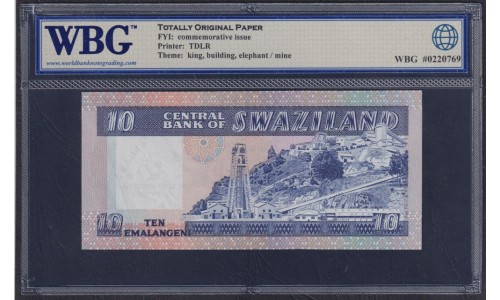 WBG™
www.worldbanknotegrading.com
TOTALLY ORIGINAL PAPER
FYI: commemorative issue
Printer: TDLR
Theme: king, building, elephant / mine
WBG #0220769
10
CENTRAL
BANK OF SWAZILAND
10 TEN
EMALANGENI
10